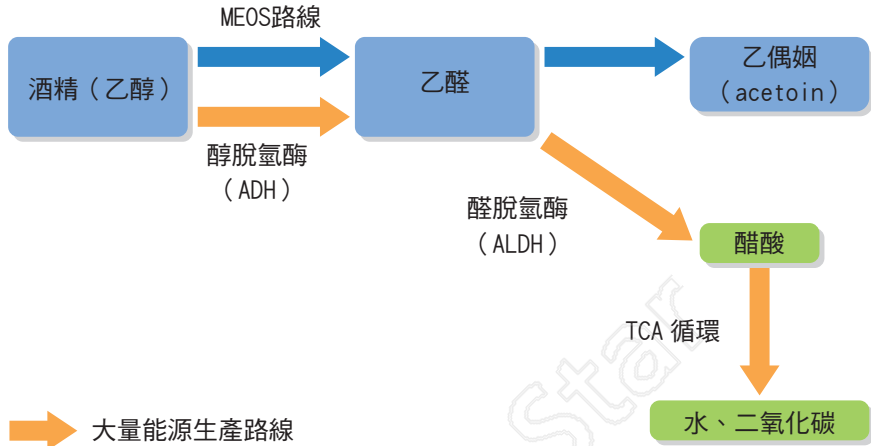 MEOS路線
酒精（乙醇）
乙醛
乙偶姻
（acetoin）
醇脫氫酶
（ADH）
醛脫氫酶
（ALDH）
醋酸
TCA 循環
水、二氧化碳
大量能源生產路線
Star